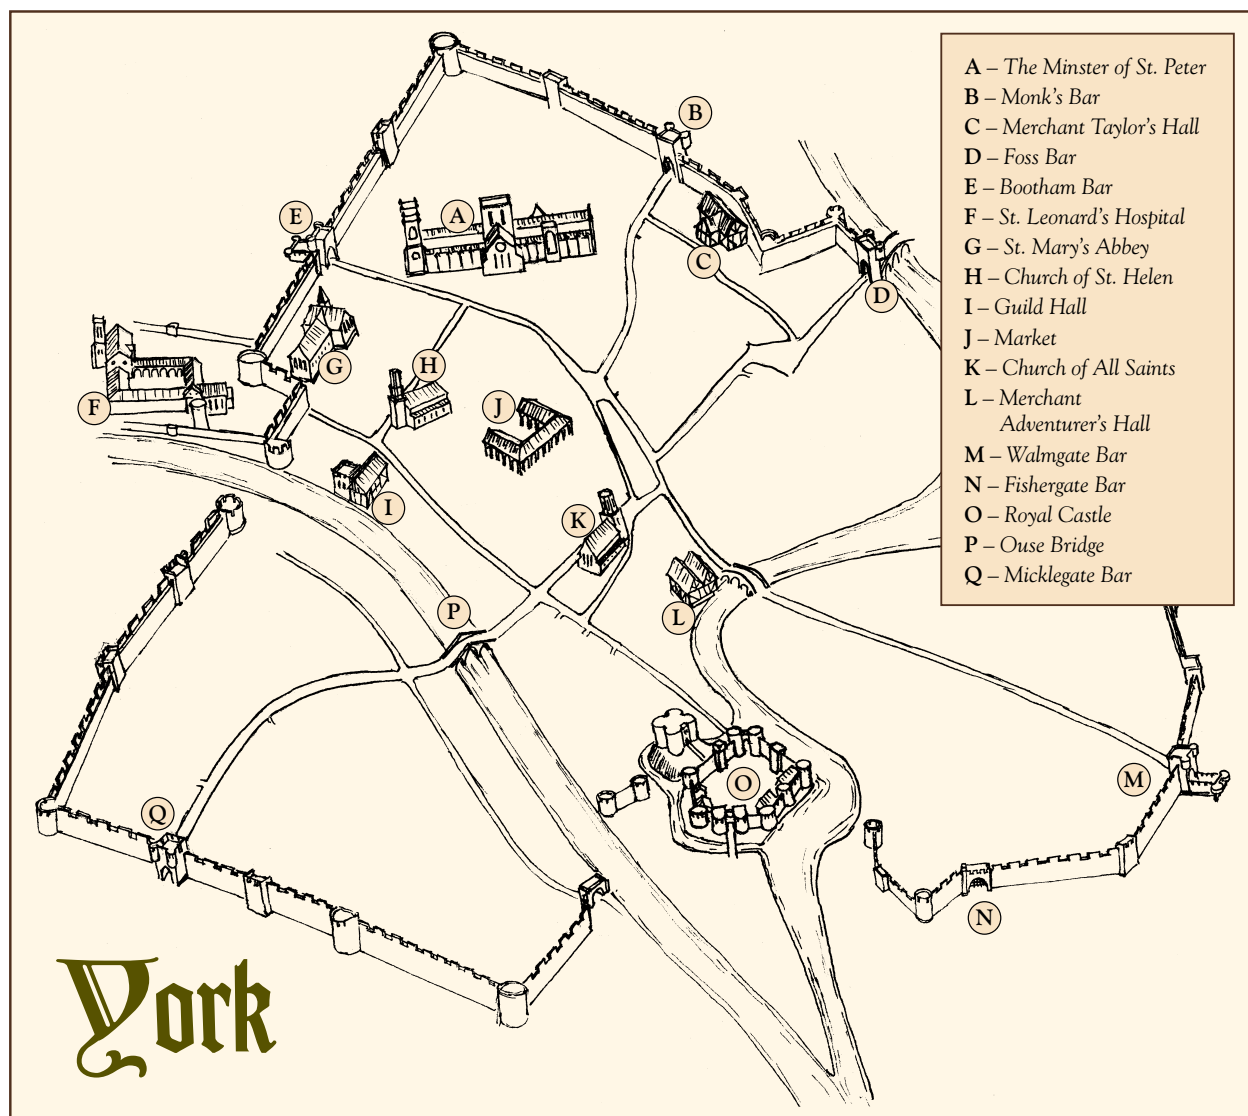 A – The Minster of St. Peter
B – Monk's Bar
C – Merchant Taylor's Hall
D – Foss Bar
E – Bootham Bar
F – St. Leonard's Hospital
G – St. Mary's Abbey
H – Church of St. Helen
I – Guild Hall
J – Market
K – Church of All Saints
L – Merchant
Adventurer's Hall
M – Walmgate Bar
N – Fishergate Bar
O – Royal Castle
P – Ouse Bridge
Q – Micklegate Bar
B
E
A
C
D
G
H
F
J
I
K
P
L
O
M
Q
N
York